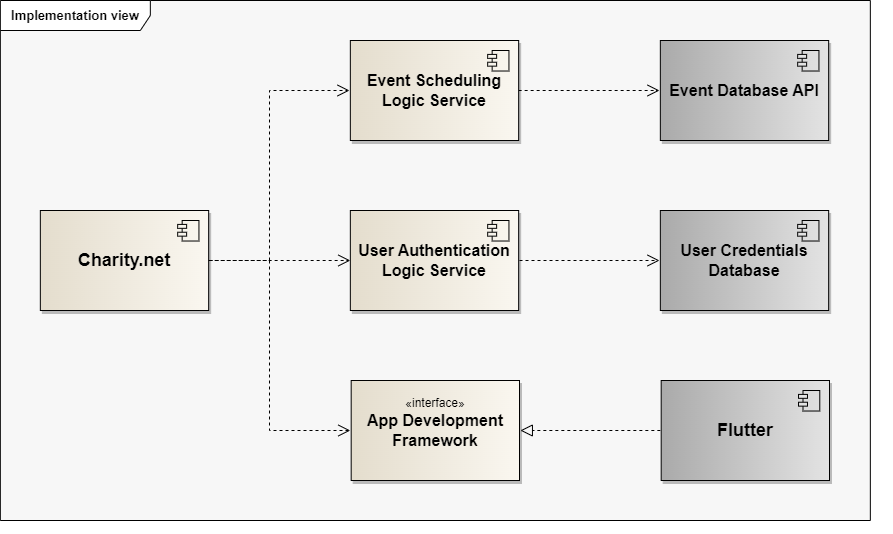 Implementation view
Event Scheduling
Logic Service
Event Database API
Charity.net
User Authentication
Logic Service
User Credentials
Database
«interface»
App Development
Framework
Flutter